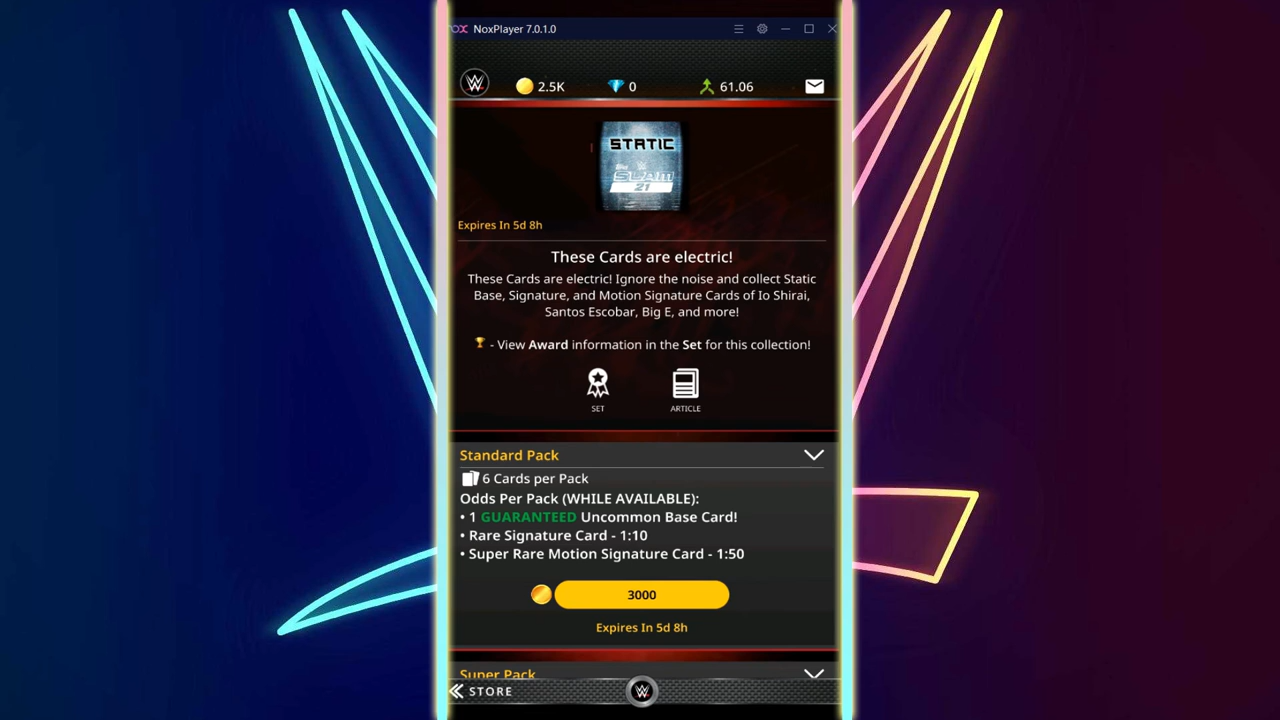 NoxPlayer 7.0.1.0
2.5K 0 61.06
STATIC
Topps
SLAM
21
Expires In 5d 8h
These Cards are electric!
These Cards are electric! Ignore the noise and collect Static
Base, Signature, and Motion Signature Cards of Io Shirai,
Santos Escobar, Big E, and more!
- View Award information in the Set for this collection!
SET ARTICLE
Standard Pack
6 Cards per Pack
Odds Per Pack (WHILE AVAILABLE):
• 1 GUARANTEED Uncommon Base Card!
• Rare Signature Card - 1:10
• Super Rare Motion Signature Card - 1:50
3000
Expires In 5d 8h
Super Pack
STORE